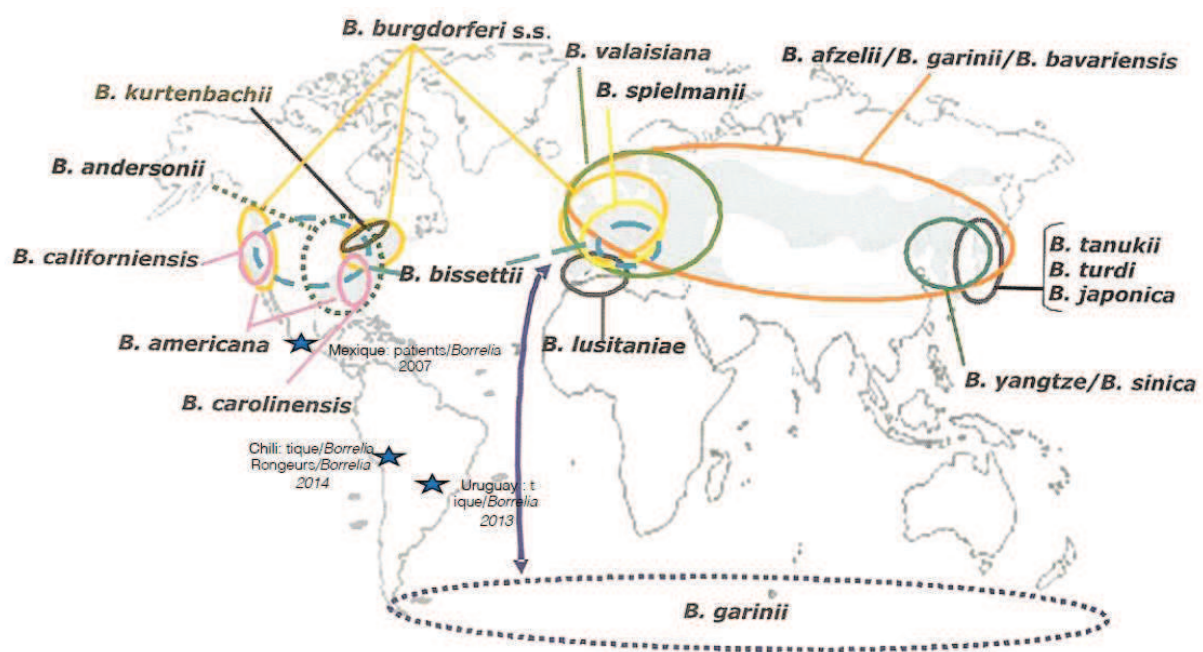 B. burgdorferi s.s.
B. valaisiana
B. afzelii/B. garinii/B. bavariensis
B. kurtenbachii
B. spielmanii
B. andersonii
B. californiensis
B. bissettii
B. tanukii
B. turdi
B. japonica
B. americana
Mexique: patients/Borrelia
2007
B. lusitaniae
B. yangtze/B. sinica
B. carolinensis
Chili: tique/Borrelia
Rongeurs/Borrelia
2014
Uruguay : t
ique/Borrelia
2013
B. garinii